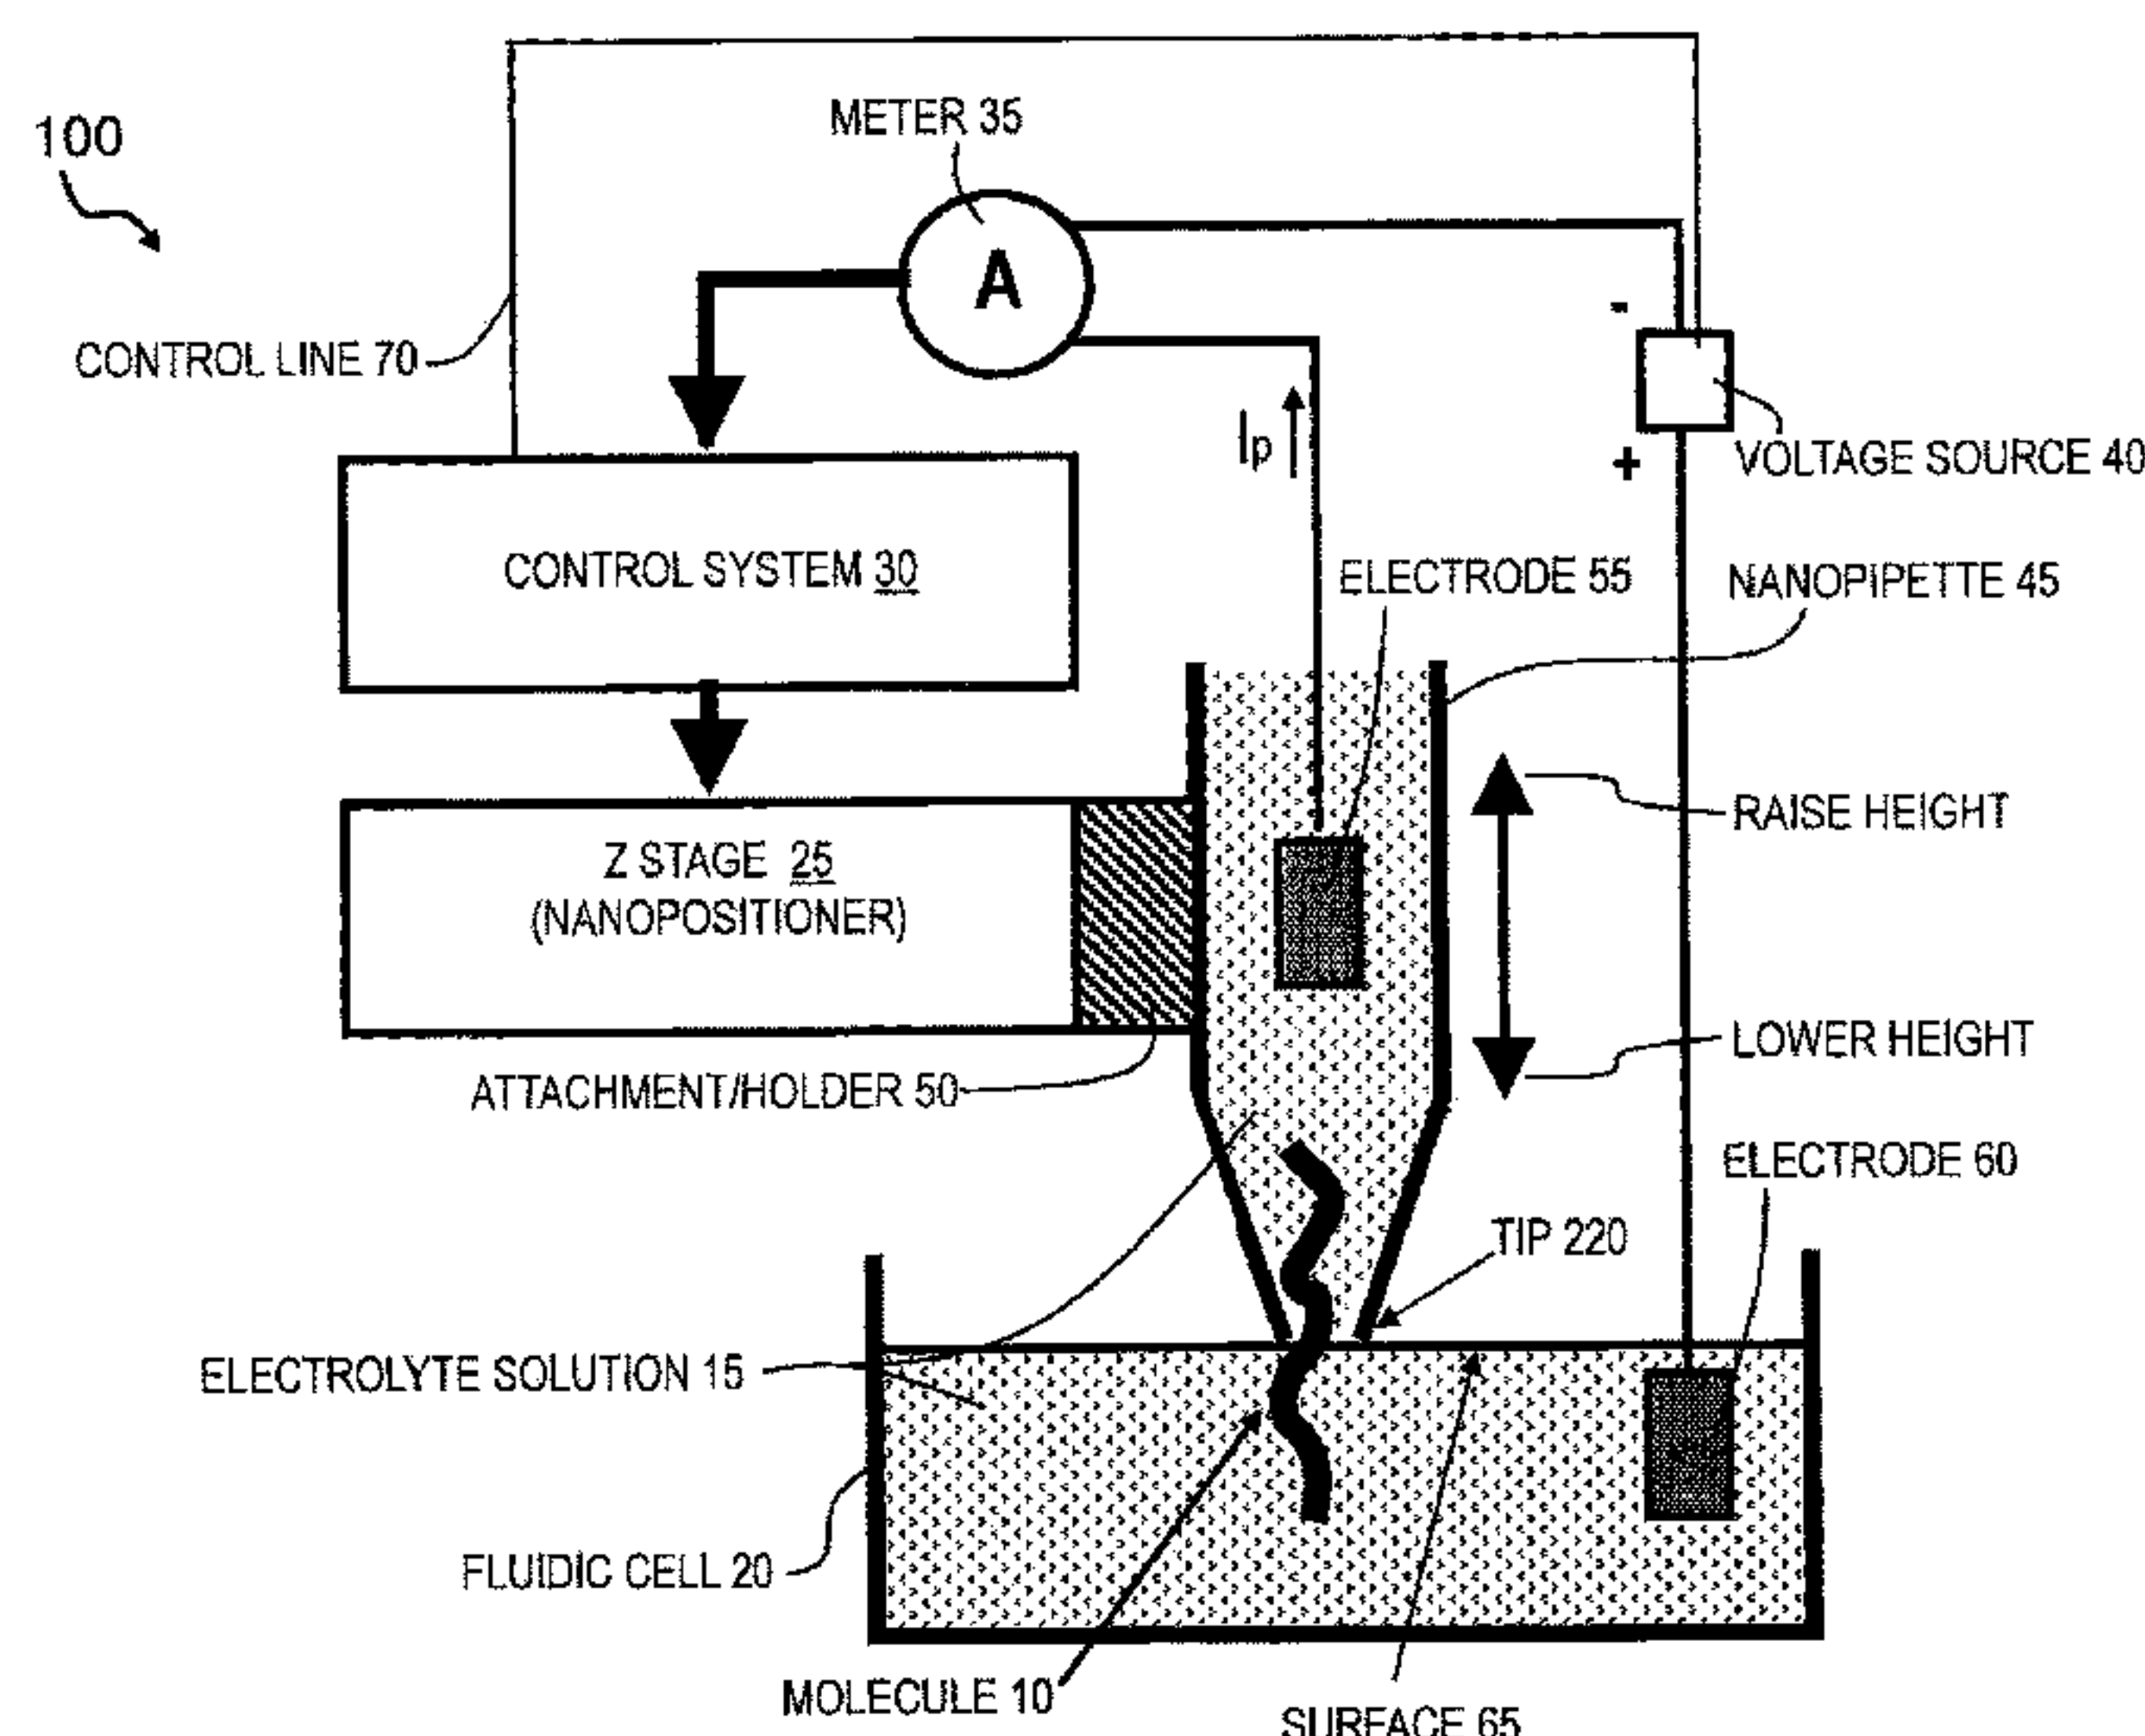 100
METER 35
A
CONTROL LINE 70
-
Ip
+
VOLTAGE SOURCE 40
CONTROL SYSTEM 30
ELECTRODE 55
NANOPIPETTE 45
RAISE HEIGHT
Z STAGE 25
(NANOPOSITIONER)
LOWER HEIGHT
ATTACHMENT/HOLDER 50
ELECTRODE 60
TIP 220
ELECTROLYTE SOLUTION 15
FLUIDIC CELL 20
MOLECULE 10
SURFACE 65